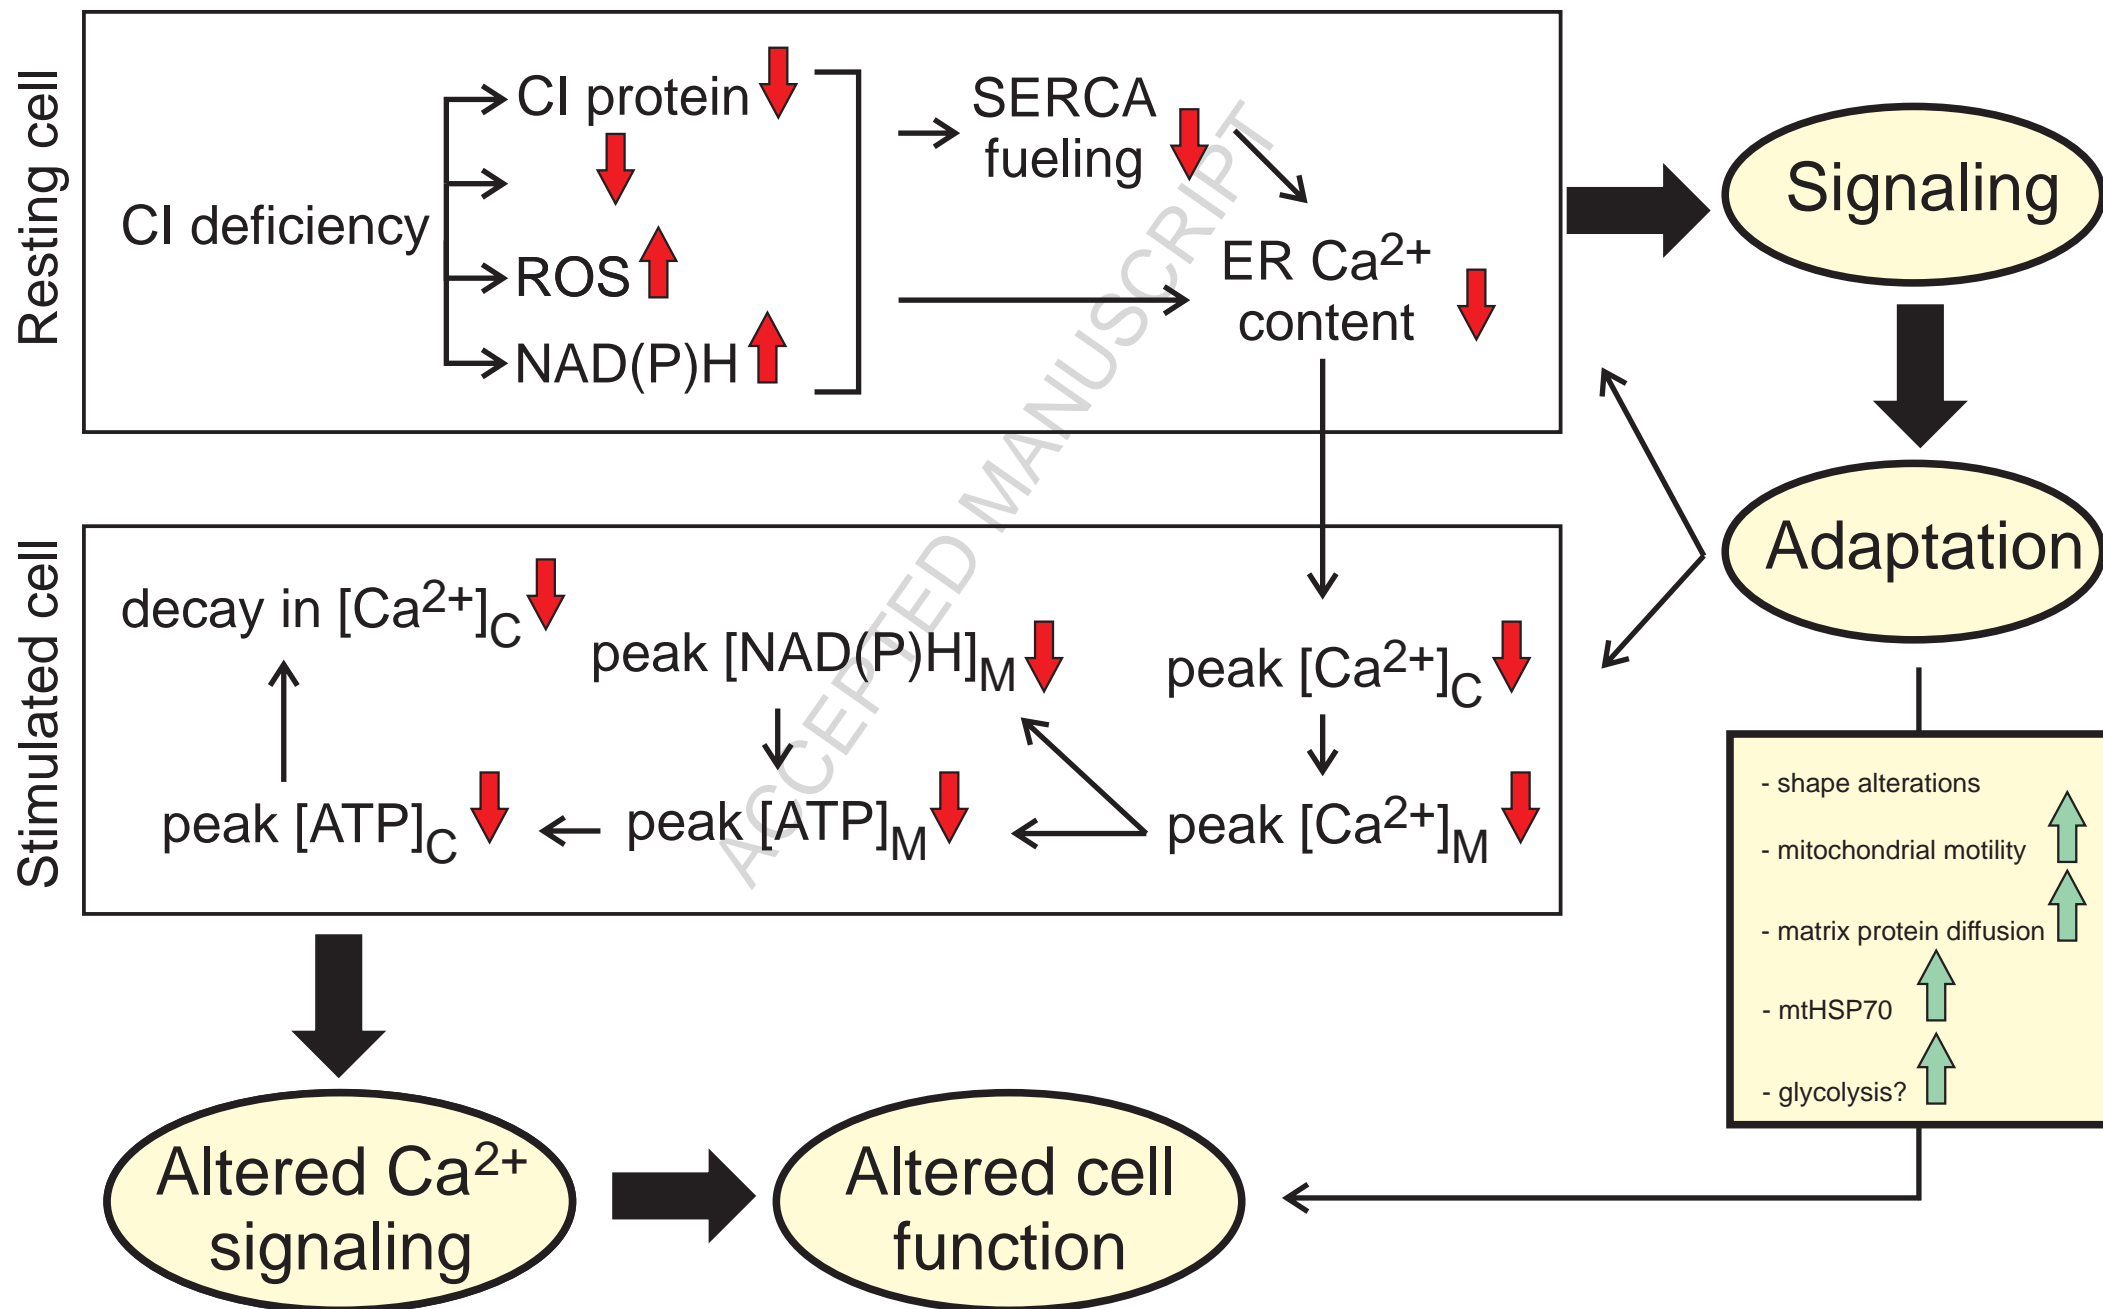 Resting cell
CI deficiency
CI protein
ROS
NAD(P)H
SERCA
fueling
ER Ca2+
content
Signaling
Adaptation
Stimulated cell
decay in [Ca2+]C
peak [NAD(P)H]M
peak [Ca2+]C
peak [ATP]C
peak [ATP]M
peak [Ca2+]M
- shape alterations
- mitochondrial motility
- matrix protein diffusion
- mtHSP70
- glycolysis?
Altered Ca2+
signaling
Altered cell
function
ACCEPTED MANUSCRIPT